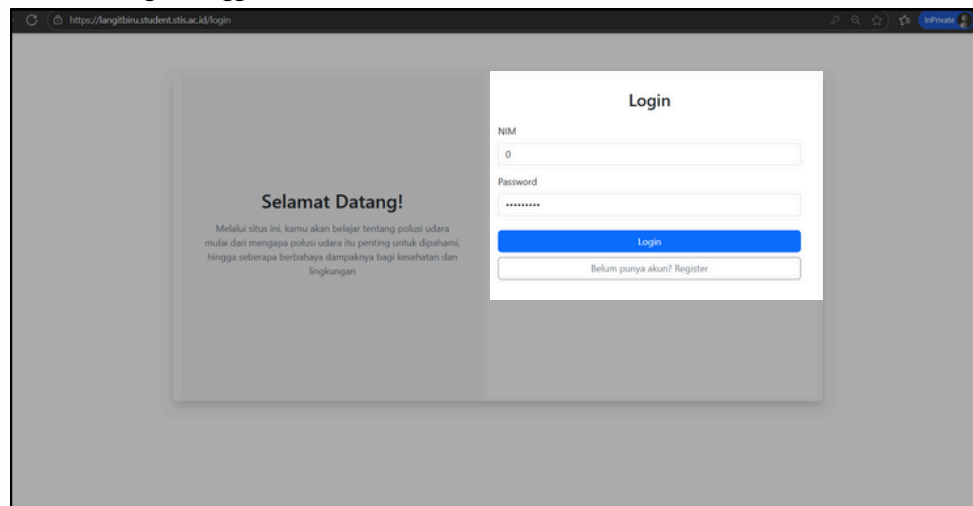 https://langitbiru.student.stis.ac.id/login
InPrivate
Login
NIM
0
Password
•••••••••
Login
Belum punya akun? Register
Selamat Datang!
Melalui situs ini, kamu akan belajar tentang polusi udara
mulai dari mengapa polusi udara itu penting untuk dipahami,
hingga seberapa berbahaya dampaknya bagi kesehatan dan
lingkungan